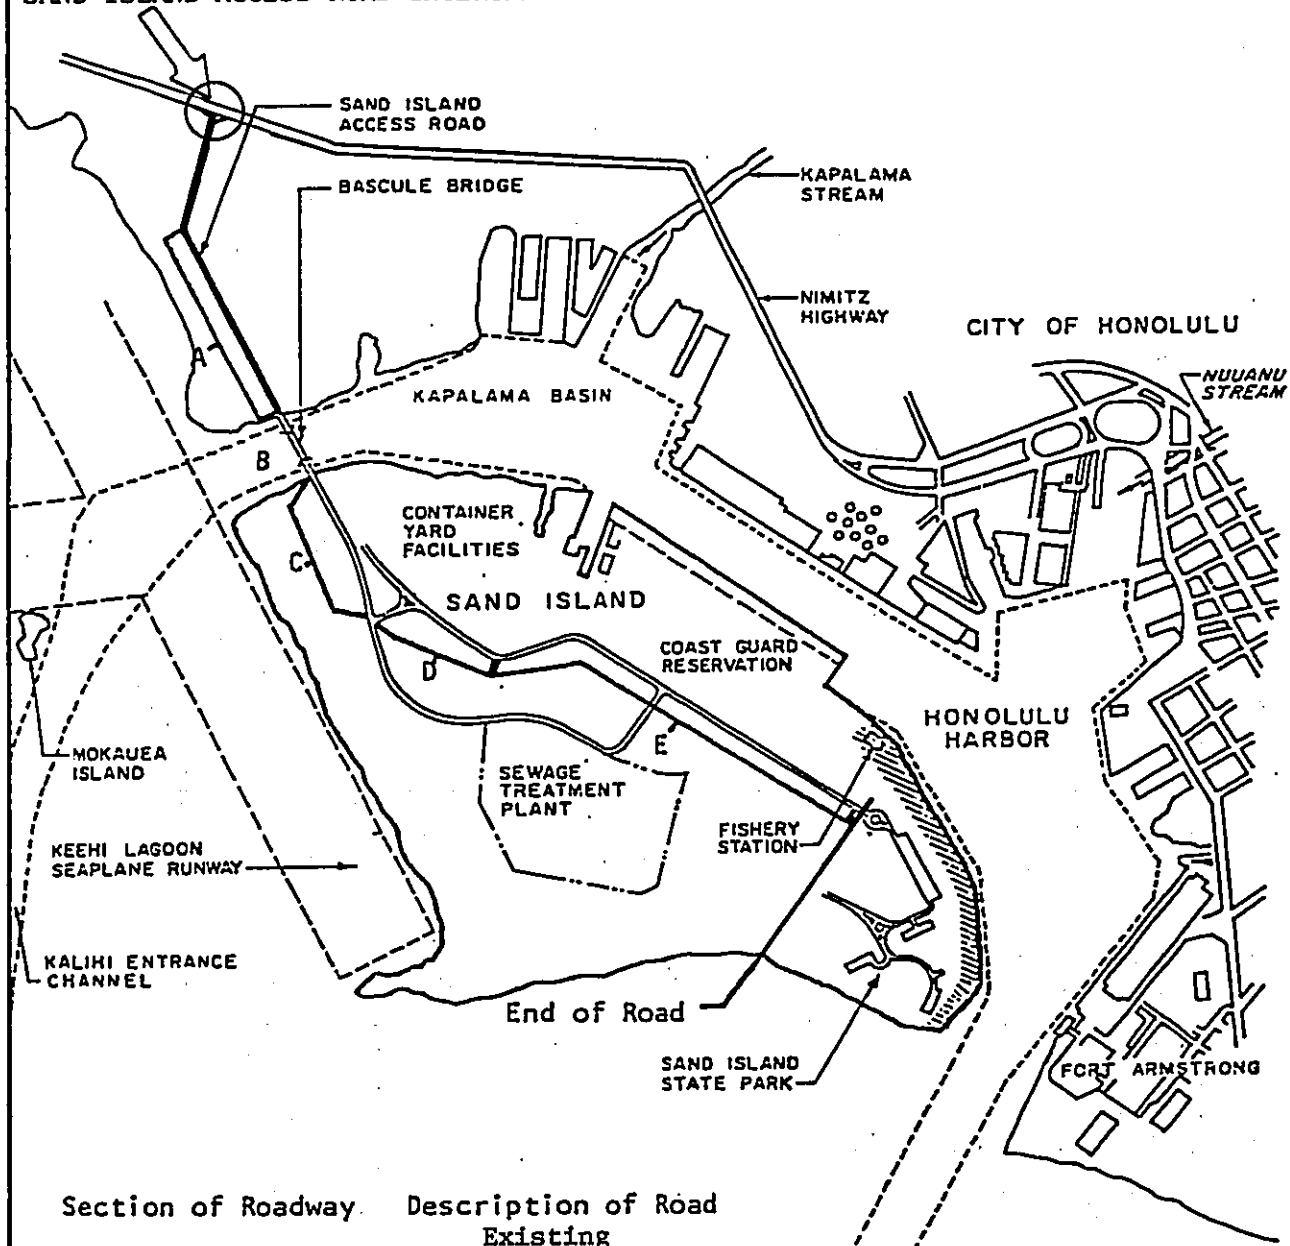 SAND ISLAND
ACCESS ROAD
BASCULE BRIDGE
KAPALAMA
STREAM
NIMITZ
HIGHWAY
CITY OF HONOLULU
NUUANU
STREAM
A
KAPALAMA BASIN
B
CONTAINER
YARD
FACILITIES
C
SAND ISLAND
COAST GUARD
RESERVATION
D
HONOLULU
HARBOR
E
MOKAUEA
ISLAND
SEWAGE
TREATMENT
PLANT
FISHERY
STATION
KEEHI LAGOON
SEAPLANE RUNWAY
KALIHI ENTRANCE
CHANNEL
End of Road
SAND ISLAND
STATE PARK
FORT ARMSTRONG
Section of Roadway Description of Road
Existing